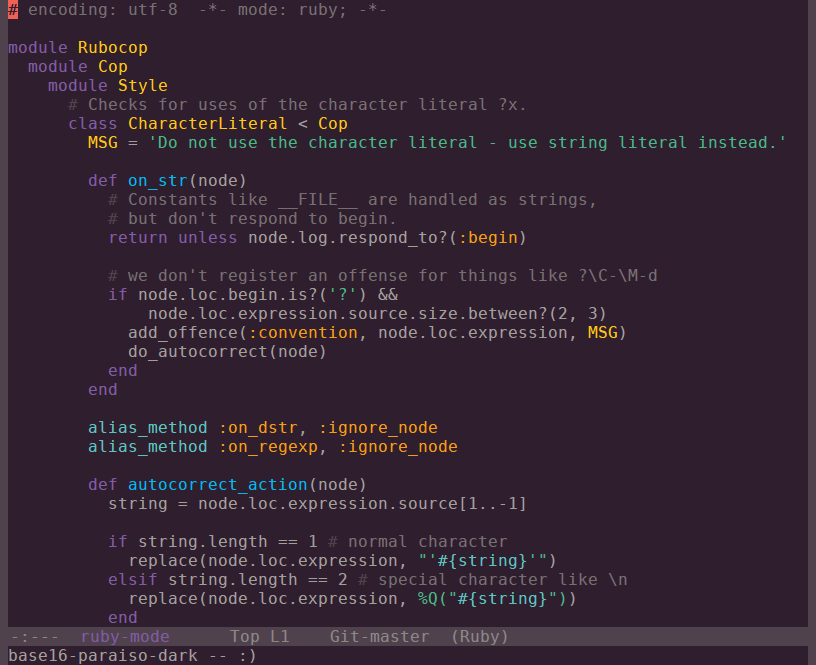 # encoding: utf-8  -*- mode: ruby; -*-
module Rubocop
  module Cop
    module Style
      # Checks for uses of the character literal ?x.
      class CharacterLiteral < Cop
        MSG = 'Do not use the character literal - use string literal instead.'
        def on_str(node)
          # Constants like __FILE__ are handled as strings,
          # but don't respond to begin.
          return unless node.log.respond_to?(:begin)
          # we don't register an offense for things like ?\C-\M-d
          if node.loc.begin.is?('?') &&
              node.loc.expression.source.size.between?(2, 3)
            add_offence(:convention, node.loc.expression, MSG)
            do_autocorrect(node)
          end
        end
        alias_method :on_dstr, :ignore_node
        alias_method :on_regexp, :ignore_node
        def autocorrect_action(node)
          string = node.loc.expression.source[1..-1]
          if string.length == 1 # normal character
            replace(node.loc.expression, "'#{string}'")
          elsif string.length == 2 # special character like \n
            replace(node.loc.expression, %Q("#{string}"))
          end
-:---  ruby-mode      Top L1    Git-master  (Ruby)
base16-paraiso-dark -- :)